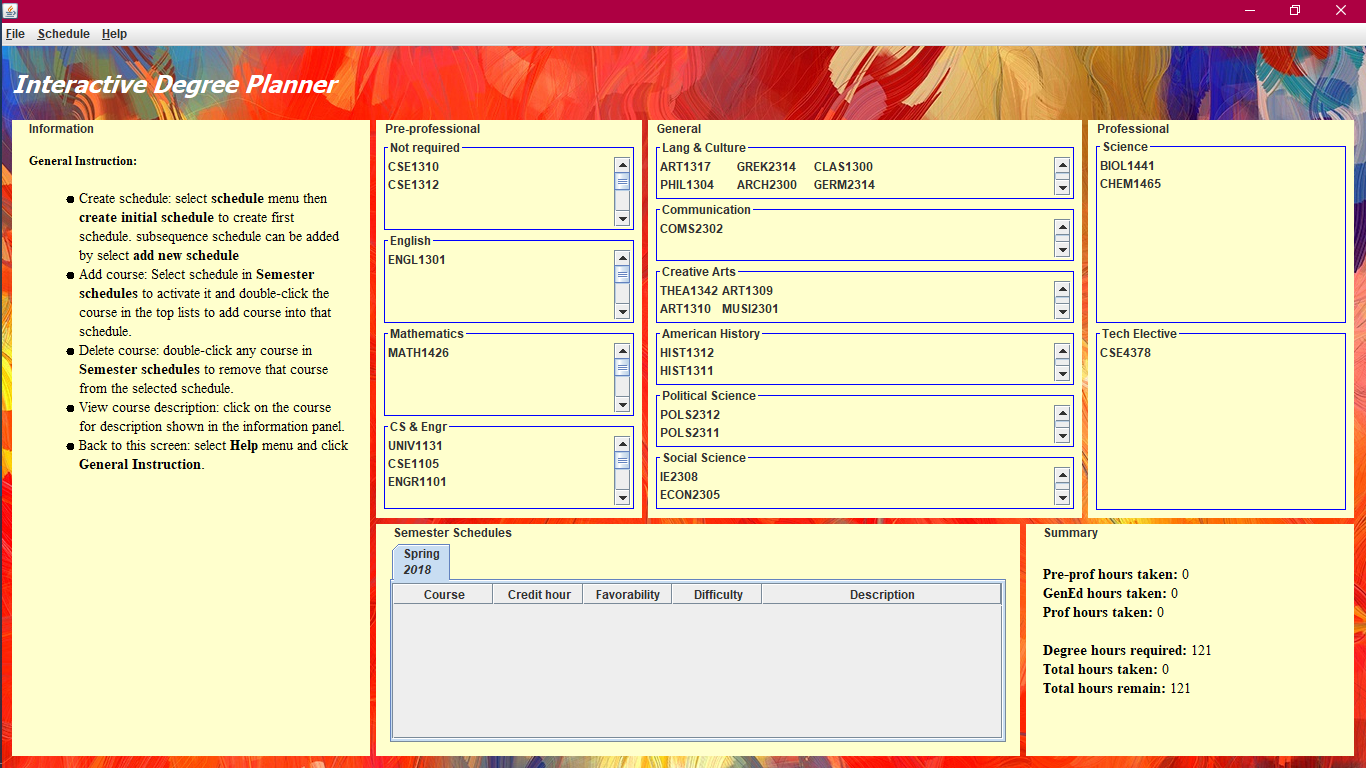 File Schedule Help
Interactive Degree Planner
Information
General Instruction:
Create schedule: select schedule menu then
create initial schedule to create first
schedule. subsequence schedule can be added
by select add new schedule
Add course: Select schedule in Semester
schedules to activate it and double-click the
course in the top lists to add course into that
schedule.
Delete course: double-click any course in
Semester schedules to remove that course
from the selected schedule.
View course description: click on the course
for description shown in the information panel.
Back to this screen: select Help menu and click
General Instruction.
Pre-professional
Not required
CSE1310
CSE1312
English
ENGL1301
Mathematics
MATH1426
CS & Engr
UNIV1131
CSE1105
ENGR1101
General
Lang & Culture
ART1317 GREK2314 CLAS1300
PHIL1304 ARCH2300 GERM2314
Communication
COMS2302
Creative Arts
THEA1342 ART1309
ART1310 MUSI2301
American History
HIST1312
HIST1311
Political Science
POLS2312
POLS2311
Social Science
IE2308
ECON2305
Professional
Science
BIOL1441
CHEM1465
Tech Elective
CSE4378
Semester Schedules
Spring
2018
Course Credit hour Favorability Difficulty Description
Summary
Pre-prof hours taken: 0
GenEd hours taken: 0
Prof hours taken: 0
Degree hours required: 121
Total hours taken: 0
Total hours remain: 121